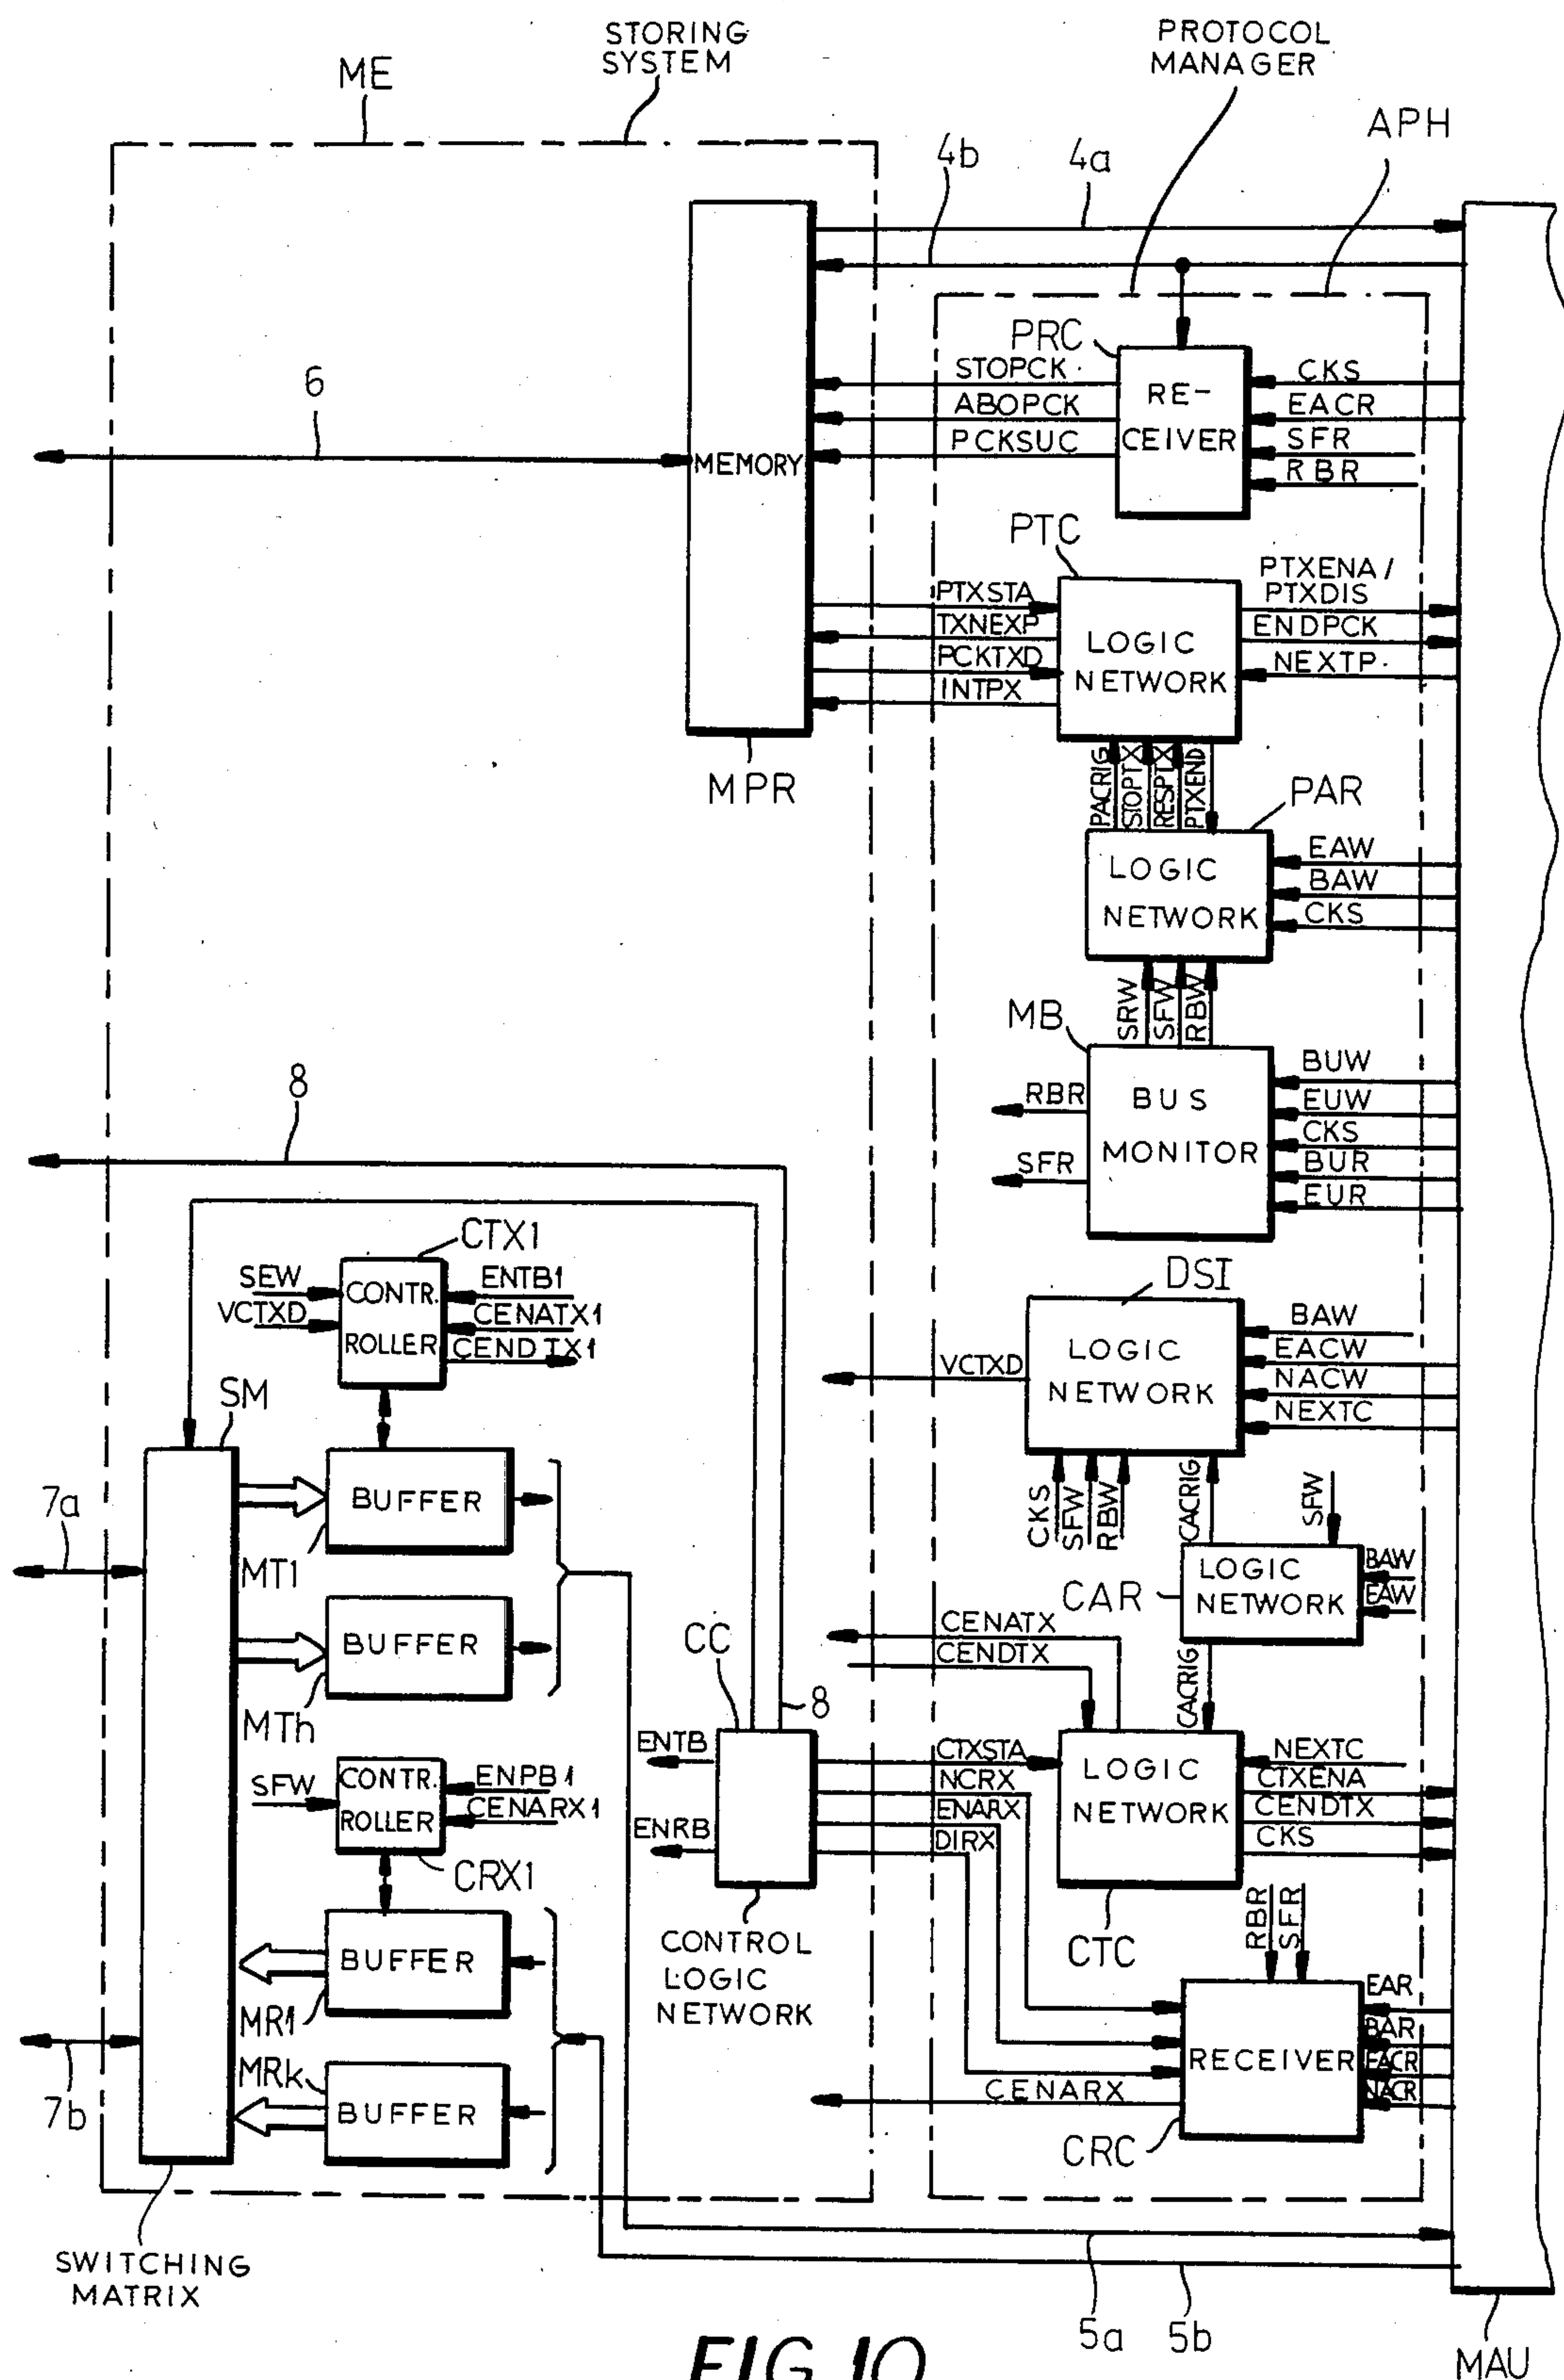 STORING
SYSTEM
PROTOCOL
MANAGER
ME
APH
4b
4a
PRC
STOPCK
ABOPCK
PCKSUC
RE-
CEIVER
CKS
EACR
SFR
RBR
6
MEMORY
PTC
PTXSTA
TXNEXP
PCKTXD
INTPX
LOGIC
NETWORK
PTXENA/
PTXDIS
ENDPCK
NEXTP
MPR
PACRIG
STOPTX
RESPTX
PTXEND
PAR
LOGIC
NETWORK
EAW
BAW
CKS
SRW
SFW
RBW
MB
RBR
SFR
BUS
MONITOR
BUW
EUW
CKS
BUR
EUR
8
CTX1
SEW
VCTXD
CONTR.
ROLLER
ENTB1
CENATX1
CENDTX1
DSI
VCTXD
LOGIC
NETWORK
BAW
EACW
NACW
NEXTC
SM
BUFFER
MT1
7a
CKS
SFW
RBW
CACRIG
SFW
LOGIC
NETWORK
BAW
EAW
CAR
BUFFER
MTh
CC
8
CENATX
CENDTX
CACRIG
ENTB
ENRB
CTXSTA
NCRX
ENARX
DIRX
LOGIC
NETWORK
NEXTC
CTXENA
CENDTX
CKS
SFW
CONTR.
ROLLER
ENPB1
CENARX1
CRX1
CONTROL
LOGIC
NETWORK
CTC
RBR
SFR
BUFFER
MR1
7b
MRk
BUFFER
RECEIVER
EAR
BAR
EACR
NACR
CENARX
CRC
SWITCHING
MATRIX
5a
5b
MAU
FIG.10